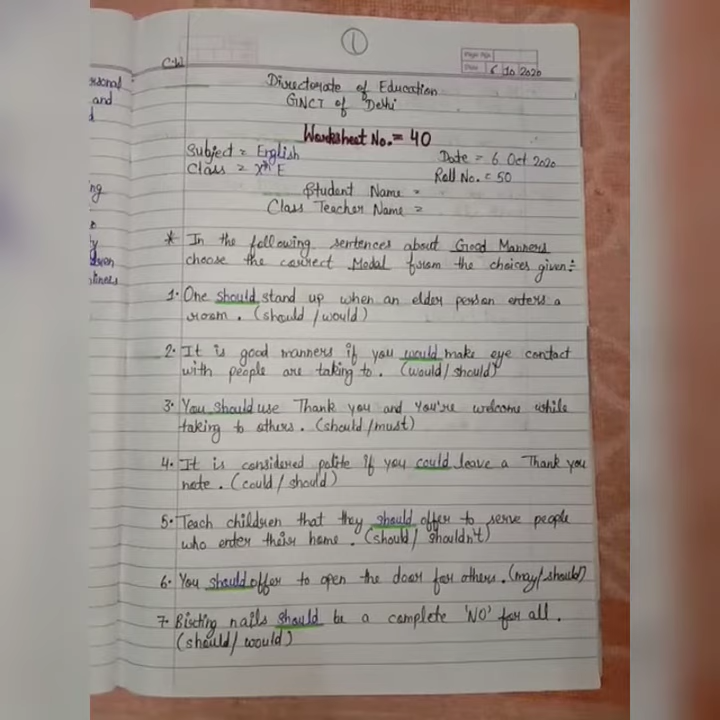 1
C.W
Page No.
Date 6 10 2020
Directorate of Education
GNCT of Delhi
Worksheet No. = 40
Subject = English
Date = 6 Oct 2020
Class = Xth E
Roll No. = 50
Student Name =
Class Teacher Name =
* In the following sentences about Good Manners
choose the correct Modal from the choices given:-
1. One should stand up when an elder person enters a
room. (should/would)
2. It is good manners if you would make eye contact
with people are taking to. (would/should)
3. You should use Thank you and You're welcome while
taking to others. (should/must)
4. It is considered polite if you could leave a Thank you
note. (could/should)
5. Teach children that they should offer to serve people
who enter their home. (should/shouldn't)
6. You should offer to open the door for others. (may/should)
7. Biscting nails should be a complete 'NO' for all.
(should/would)
and
ng